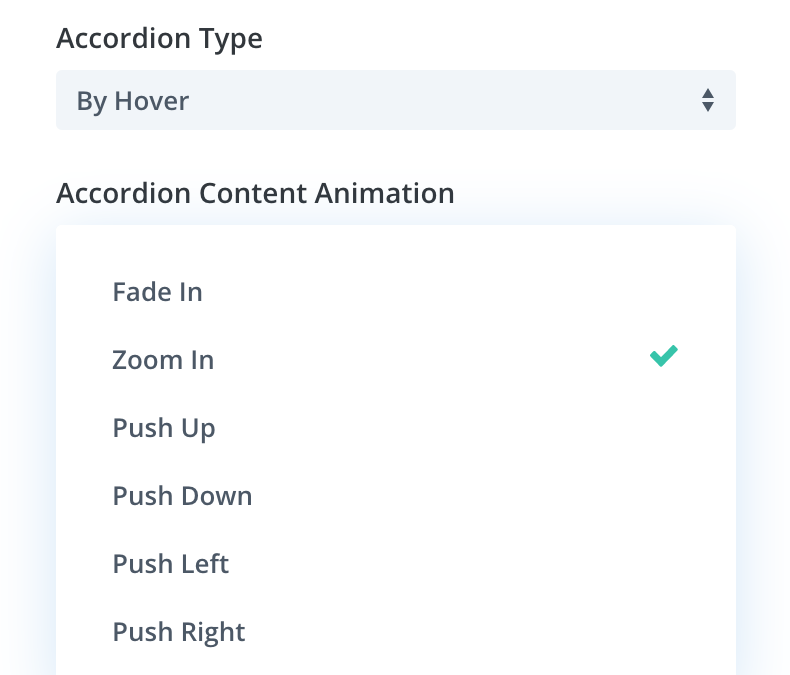 Accordion Type
By Hover
Accordion Content Animation
Fade In
Zoom In
Push Up
Push Down
Push Left
Push Right